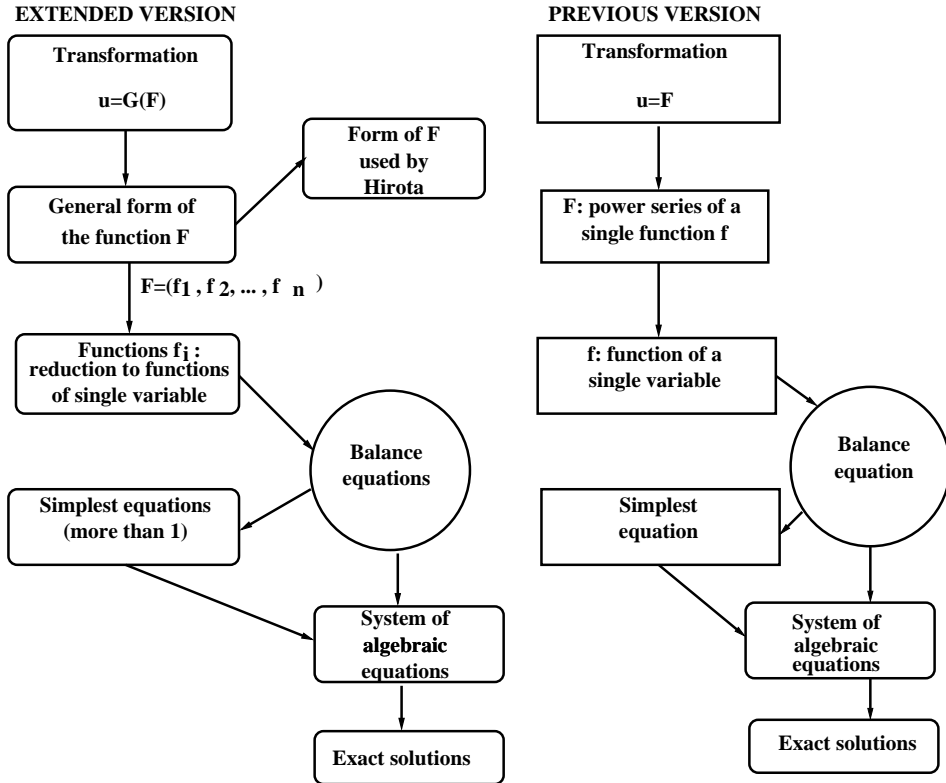 EXTENDED VERSION
Transformation
u=G(F)
Form of F
used by
Hirota
General form of
the function F
F=(f1 , f 2, ... , f n )
Functions f i :
reduction to functions
of single variable
Balance
equations
Simplest equations
(more than 1)
System of
algebraic
equations
Exact solutions
PREVIOUS VERSION
Transformation
u=F
F: power series of a
single function f
f: function of a
single variable
Balance
equation
Simplest
equation
System of
algebraic
equations
Exact solutions